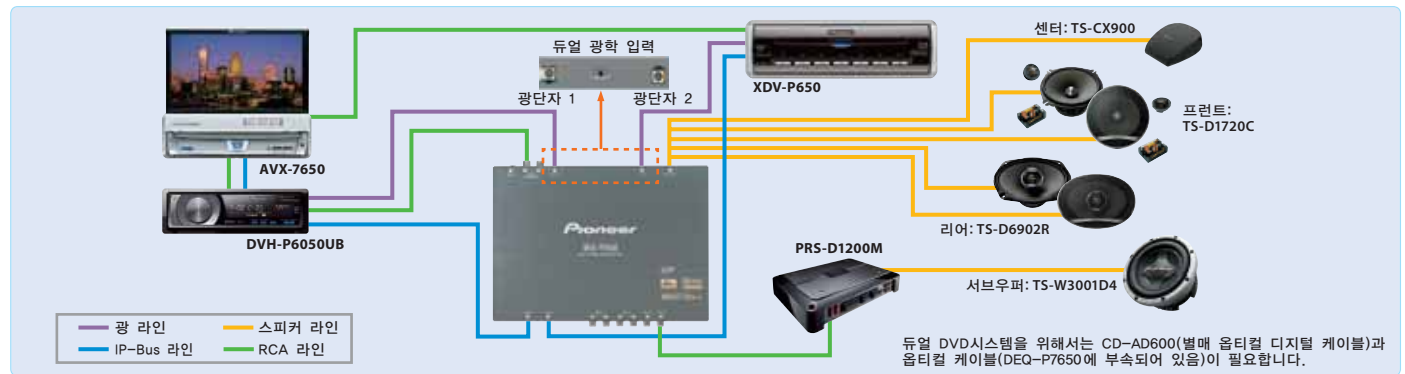 센터: TS-CX900
듀얼 광학 입력
XDV-P650
광단자 1
광단자 2
프런트:
TS-D1720C
AVX-7650
Pioneer
DVH-P6050UB
리어: TS-D6902R
PRS-D1200M
서브우퍼: TS-W3001D4
광 라인
스피커 라인
IP-Bus 라인
RCA 라인
듀얼 DVD시스템을 위해서는 CD-AD600(별매 옵티컬 디지털 케이블)과
옵티컬 케이블(DEQ-P7650에 부속되어 있음)이 필요합니다.